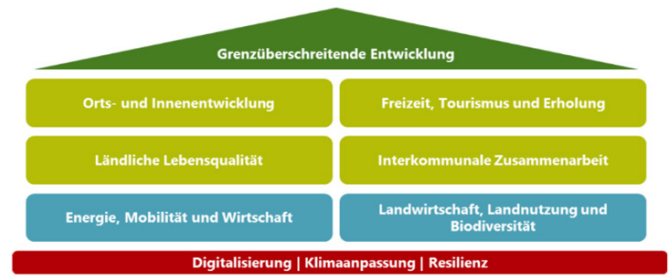 Grenzüberschreitende Entwicklung
Orts- und Innenentwicklung
Freizeit, Tourismus und Erholung
Ländliche Lebensqualität
Interkommunale Zusammenarbeit
Energie, Mobilität und Wirtschaft
Landwirtschaft, Landnutzung und
Biodiversität
Digitalisierung | Klimaanpassung | Resilienz